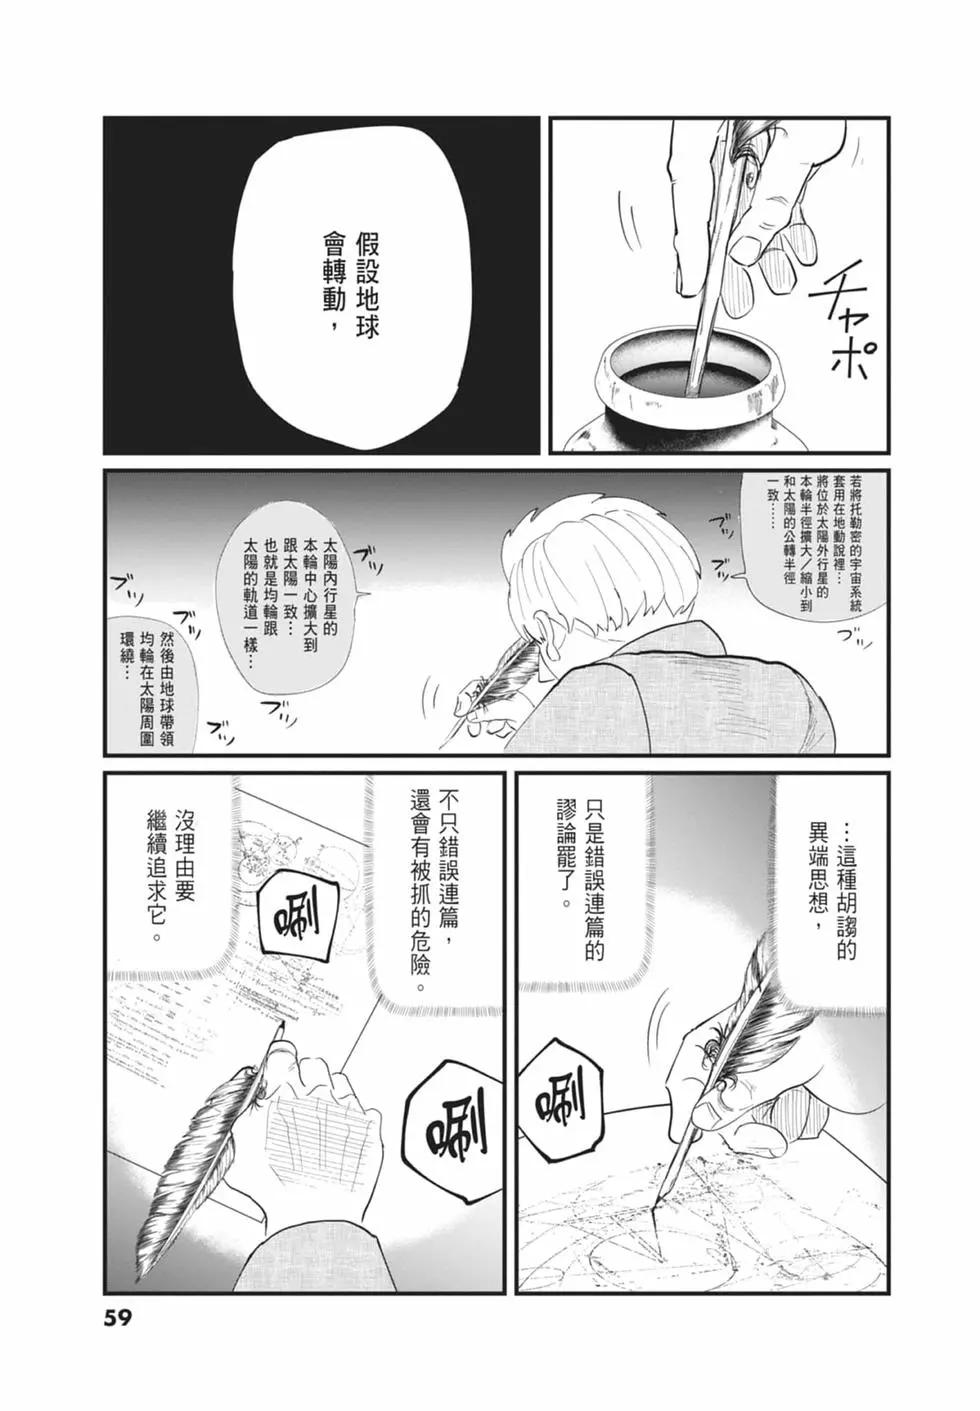 チャポ
假設地球
會轉動，
若將托勒密的宇宙系統
套用在地動說裡…
將位於太陽外行星的
本輪半徑擴大／縮小到
和太陽的公轉半徑
一致……
ブツ
ブツ
太陽內行星的
本輪中心擴大到
跟太陽一致…
也就是均輪跟
太陽的軌道一樣…
ブツ
ブツ
ブツ
然後由地球帶領
均輪在太陽周圍
環繞…
ブツ
…這種胡謅的
異端思想，
只是錯誤連篇的
謬論罷了。
唰
不只錯誤連篇，
還會有被抓的危險。
唰
唰
沒理由要
繼續追求它。
59